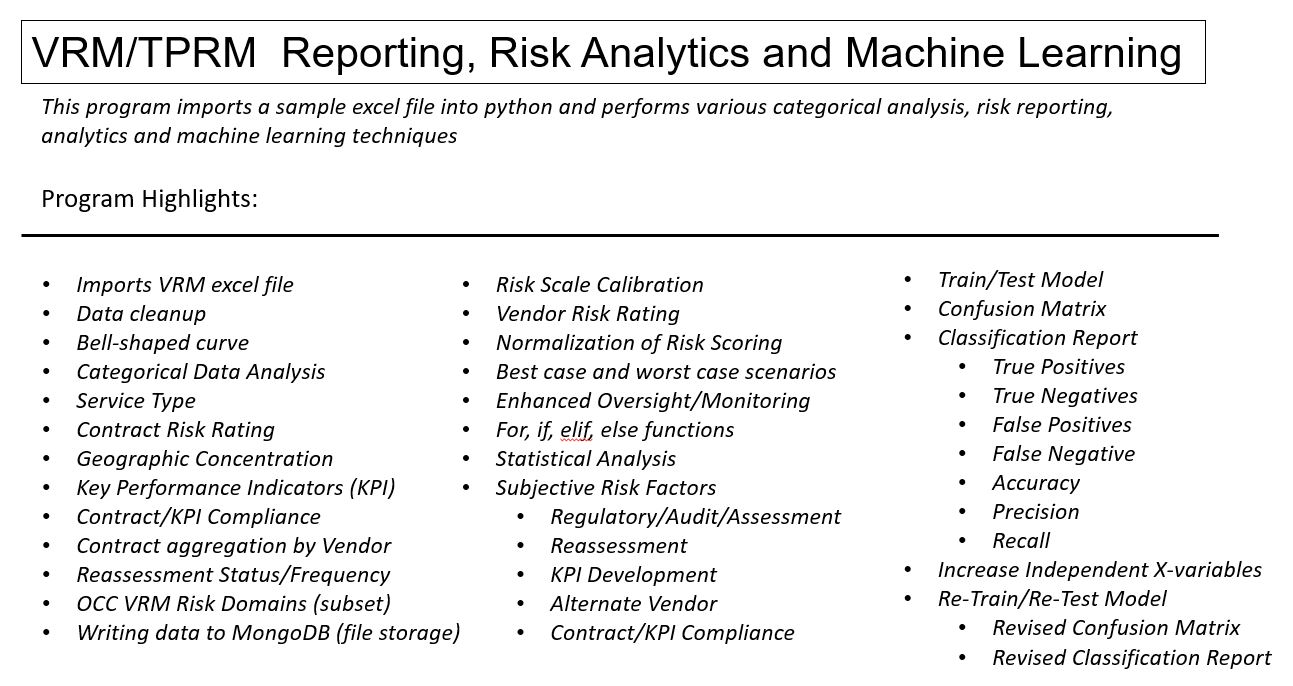 VRM/TPRM  Reporting, Risk Analytics and Machine Learning
This program imports a sample excel file into python and performs various categorical analysis, risk reporting,
analytics and machine learning techniques
Program Highlights:
• Imports VRM excel file
• Data cleanup
• Bell-shaped curve
• Categorical Data Analysis
• Service Type
• Contract Risk Rating
• Geographic Concentration
• Key Performance Indicators (KPI)
• Contract/KPI Compliance
• Contract aggregation by Vendor
• Reassessment Status/Frequency
• OCC VRM Risk Domains (subset)
• Writing data to MongoDB (file storage)
• Risk Scale Calibration
• Vendor Risk Rating
• Normalization of Risk Scoring
• Best case and worst case scenarios
• Enhanced Oversight/Monitoring
• For, if, elif, else functions
• Statistical Analysis
• Subjective Risk Factors
• Regulatory/Audit/Assessment
• Reassessment
• KPI Development
• Alternate Vendor
• Contract/KPI Compliance
• Train/Test Model
• Confusion Matrix
• Classification Report
• True Positives
• True Negatives
• False Positives
• False Negative
• Accuracy
• Precision
• Recall
• Increase Independent X-variables
• Re-Train/Re-Test Model
• Revised Confusion Matrix
• Revised Classification Report